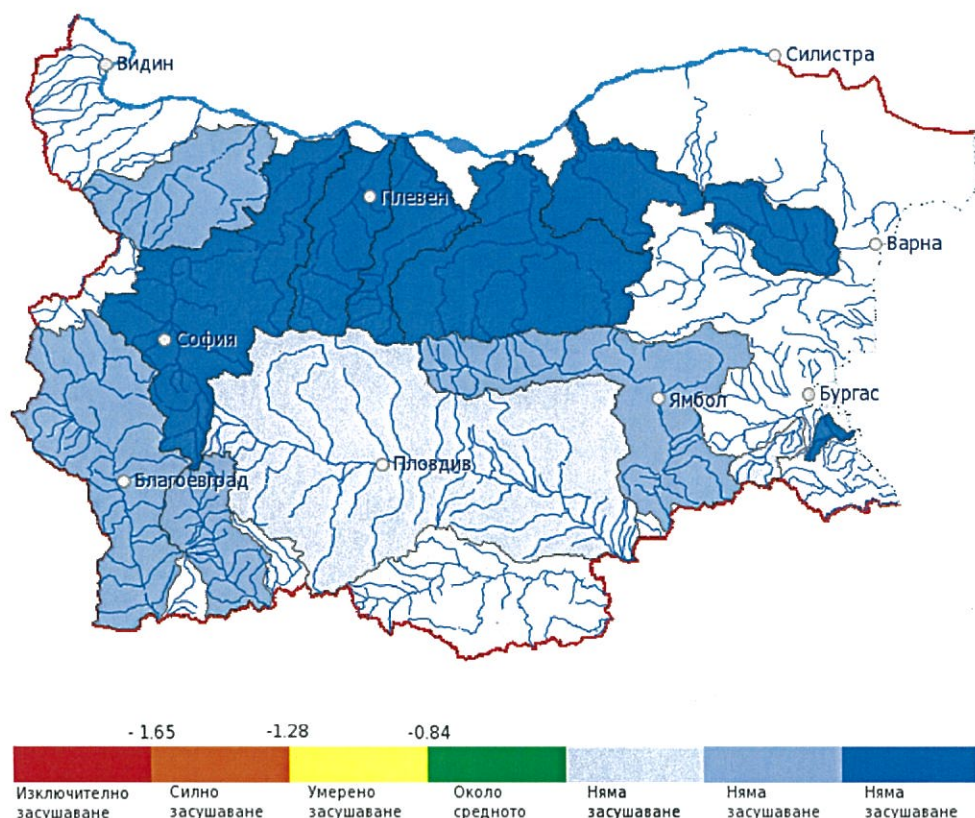 Видин
Силистра
Плевен
Варна
София
Ямбол
Бургас
Пловдив
Благоевград
- 1.65
-1.28
-0.84
Изключително засушаване
Силно засушаване
Умерено засушаване
Около средното
Няма засушаване
Няма засушаване
Няма засушаване